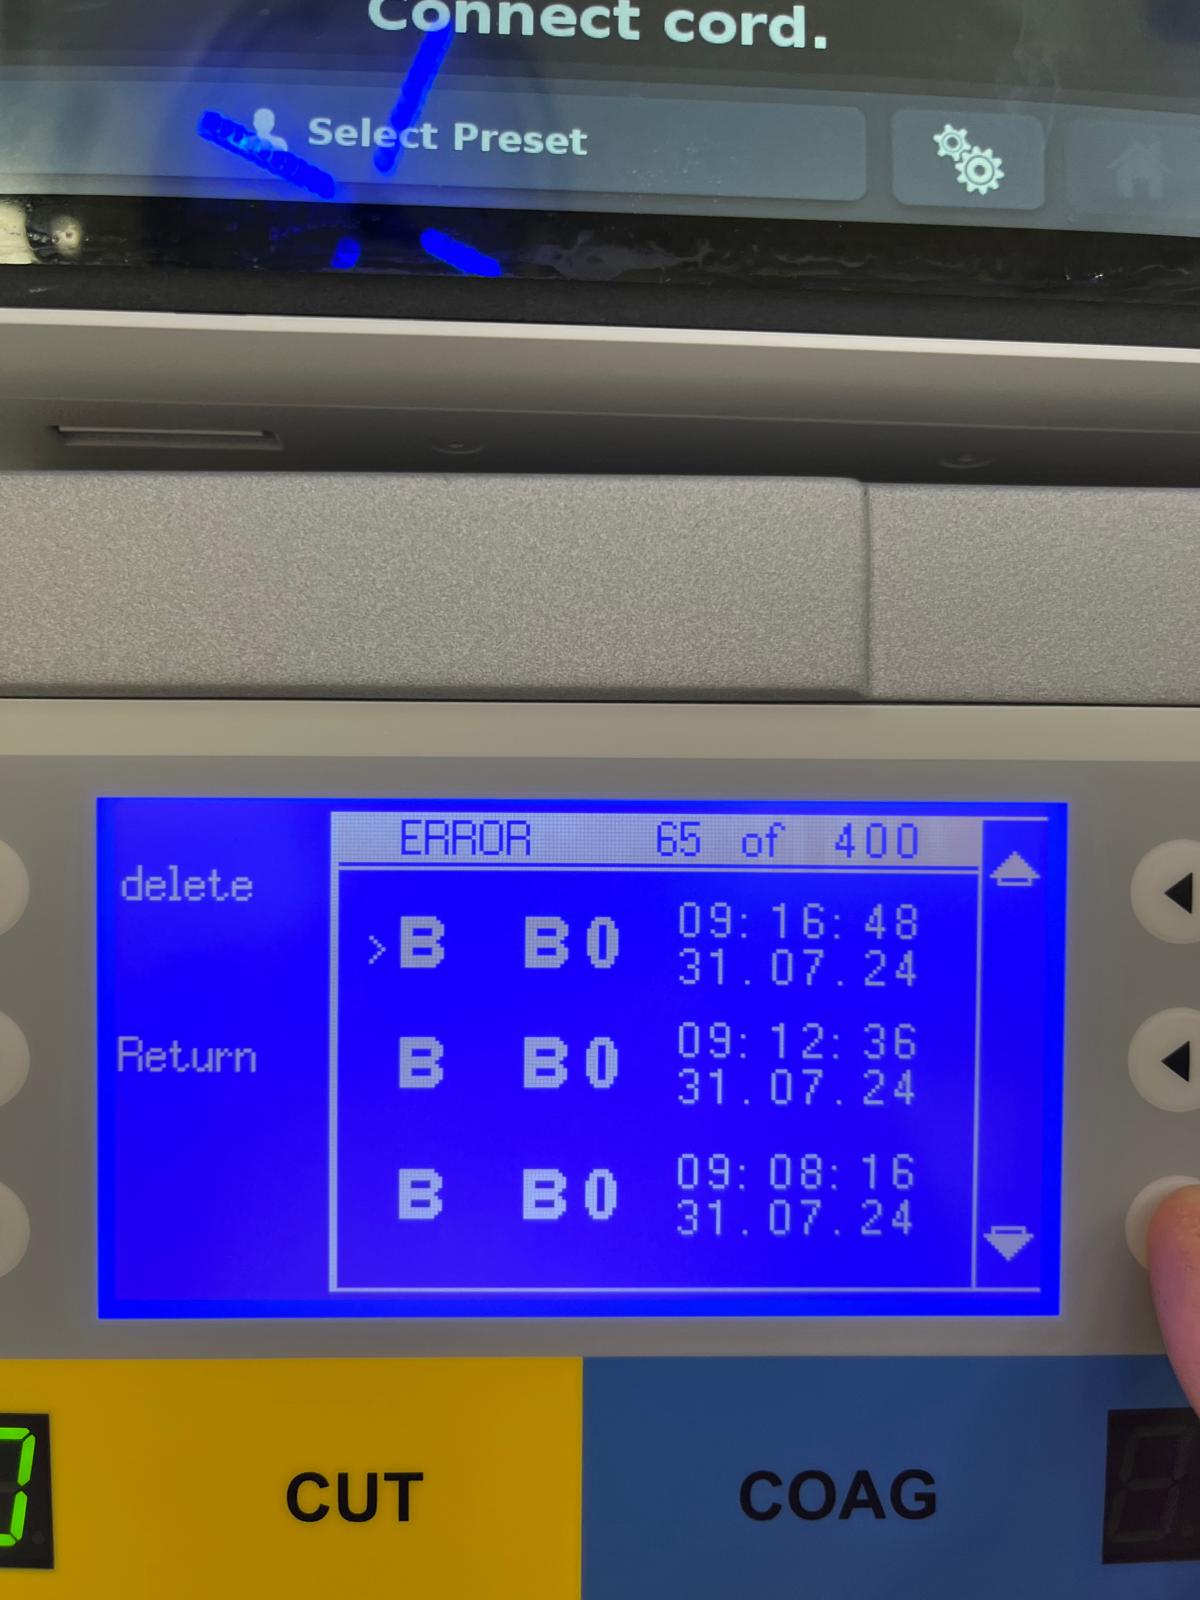 Connect cord.
Select Preset
ERROR 65 of 400
delete
>B B0 09:16:48
31.07.24
Return
B B0 09:12:36
31.07.24
B B0 09:08:16
31.07.24
CUT COAG